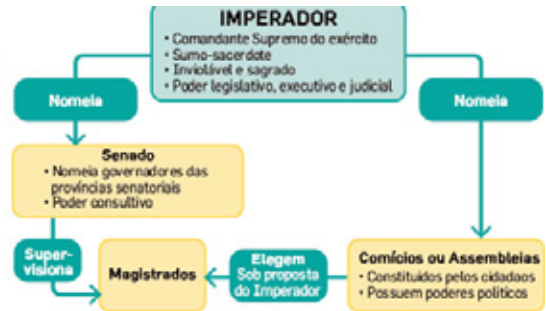 IMPERADOR
• Comandante Supremo do exército
• Sumo-sacerdote
• Inviolável e sagrado
• Poder legislativo, executivo e judicial
Nomeia
Nomeia
Senado
• Nomeia governadores das
províncias senatoriais
• Poder consultivo
Super-
visiona
Magistrados
Elegem
Sob proposta
do Imperador
Comícios ou Assembleias
• Constituídos pelos cidadaos
• Possuem poderes políticos